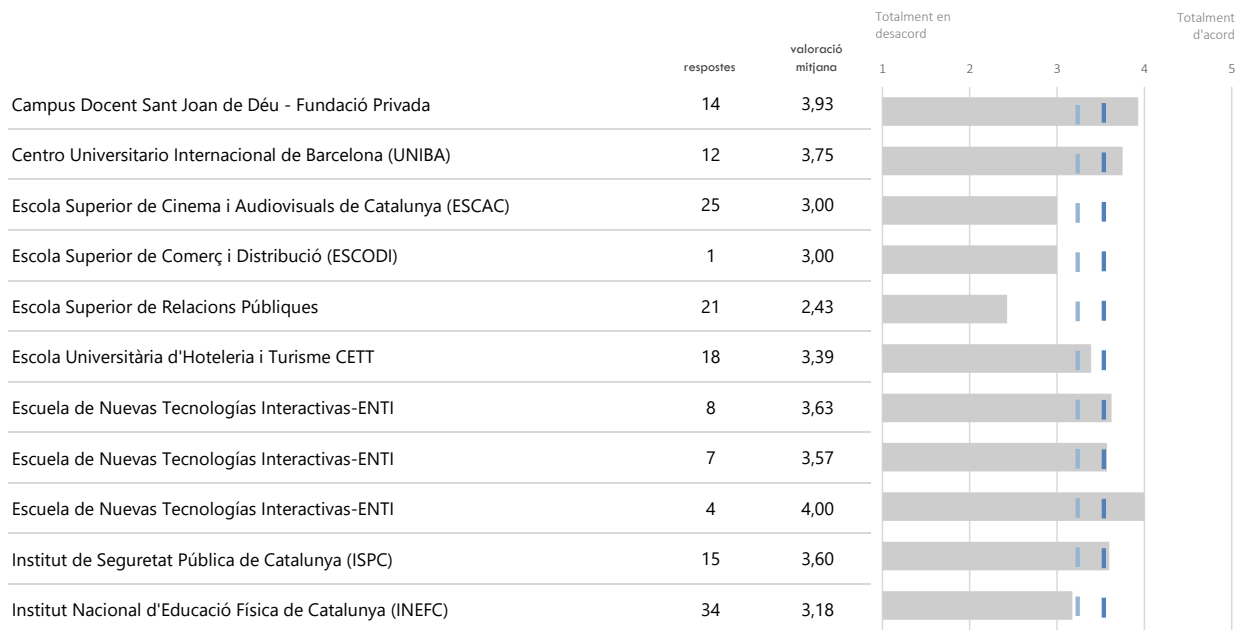 Totalment en
desacord
Totalment
d'acord
respostes
valoració
mitjana
1 2 3 4 5
Campus Docent Sant Joan de Déu - Fundació Privada 14 3,93
Centro Universitario Internacional de Barcelona (UNIBA) 12 3,75
Escola Superior de Cinema i Audiovisuals de Catalunya (ESCAC) 25 3,00
Escola Superior de Comerç i Distribució (ESCODI) 1 3,00
Escola Superior de Relacions Públiques 21 2,43
Escola Universitària d'Hoteleria i Turisme CETT 18 3,39
Escuela de Nuevas Tecnologías Interactivas-ENTI 8 3,63
Escuela de Nuevas Tecnologías Interactivas-ENTI 7 3,57
Escuela de Nuevas Tecnologías Interactivas-ENTI 4 4,00
Institut de Seguretat Pública de Catalunya (ISPC) 15 3,60
Institut Nacional d'Educació Física de Catalunya (INEFC) 34 3,18